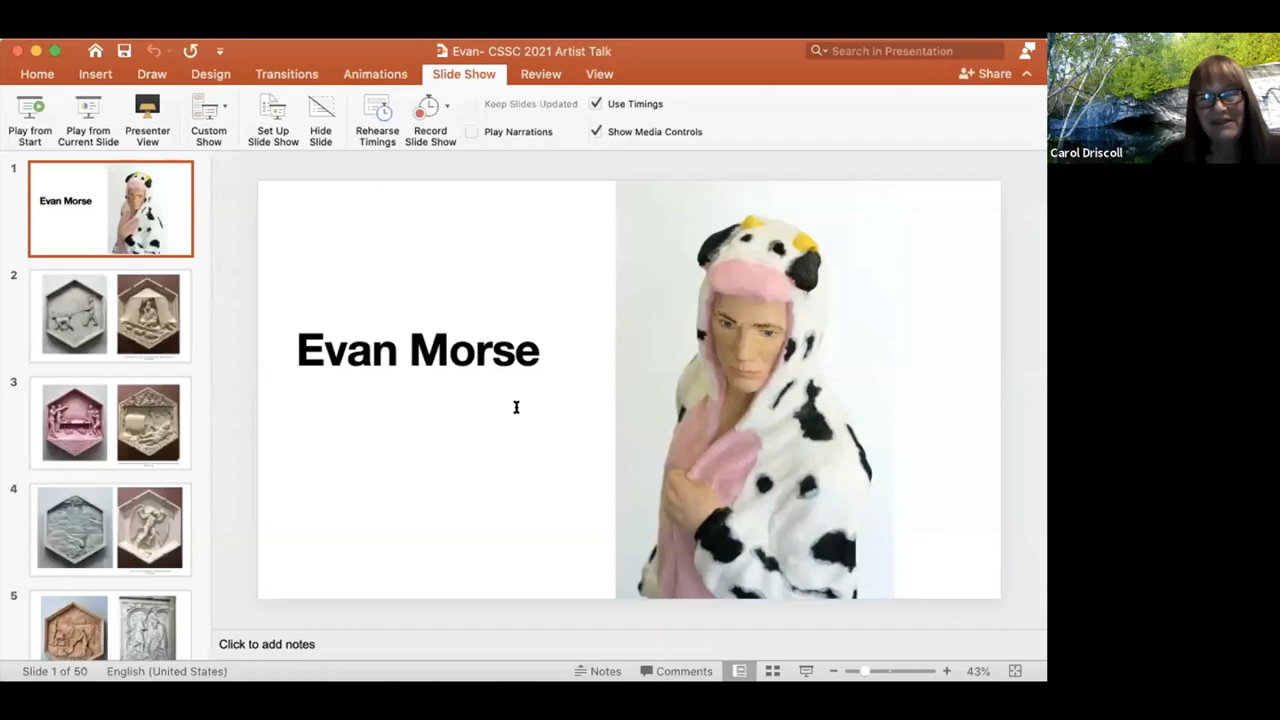 Evan- CSSC 2021 Artist Talk
Search in Presentation
Home Insert Draw Design Transitions Animations Slide Show Review View Share
Play from Start
Play from Current Slide
Presenter View
Custom Show
Set Up Slide Show
Hide Slide
Rehearse Timings
Record Slide Show
Keep Slides Updated
Use Timings
Play Narrations
Show Media Controls
Carol Driscoll
1
Evan Morse
2
3
4
5
Evan Morse
Click to add notes
Slide 1 of 50 English (United States) Notes Comments 43%